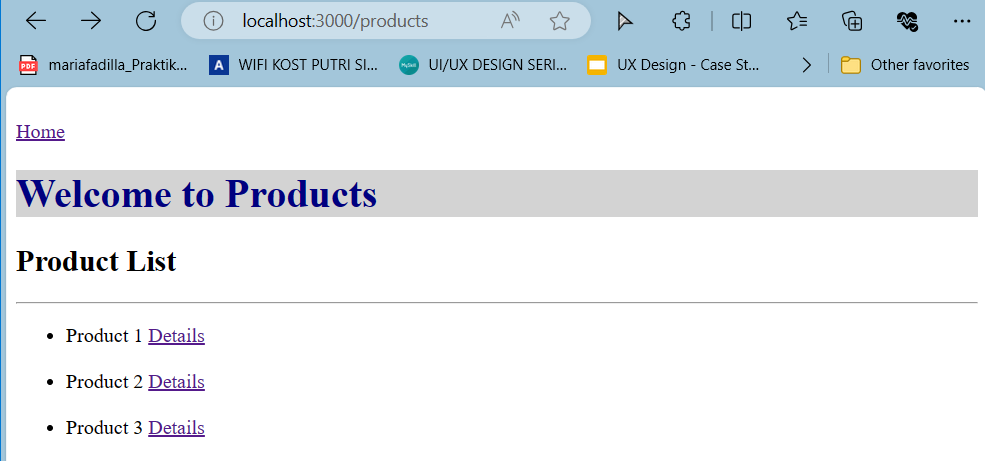 localhost:3000/products
mariafadilla_Praktik... WIFI KOST PUTRI SI... UI/UX DESIGN SERI... UX Design - Case St... Other favorites
Home
Welcome to Products
Product List
Product 1 Details
Product 2 Details
Product 3 Details